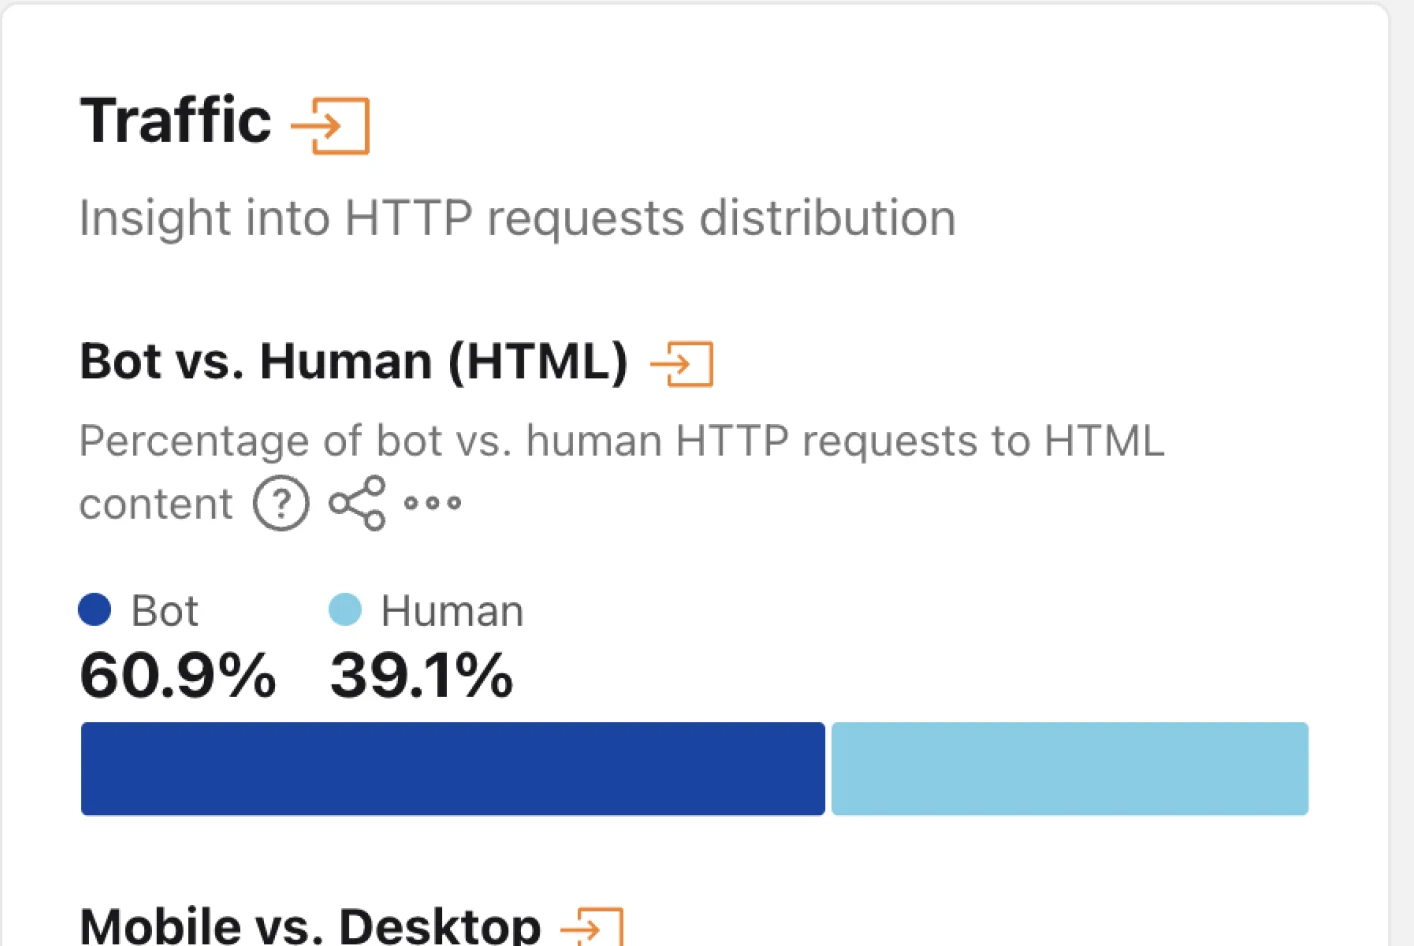 Traffic
Insight into HTTP requests distribution
Bot vs. Human (HTML)
Percentage of bot vs. human HTTP requests to HTML
content
Bot Human
60.9% 39.1%
Mobile vs. Desktop